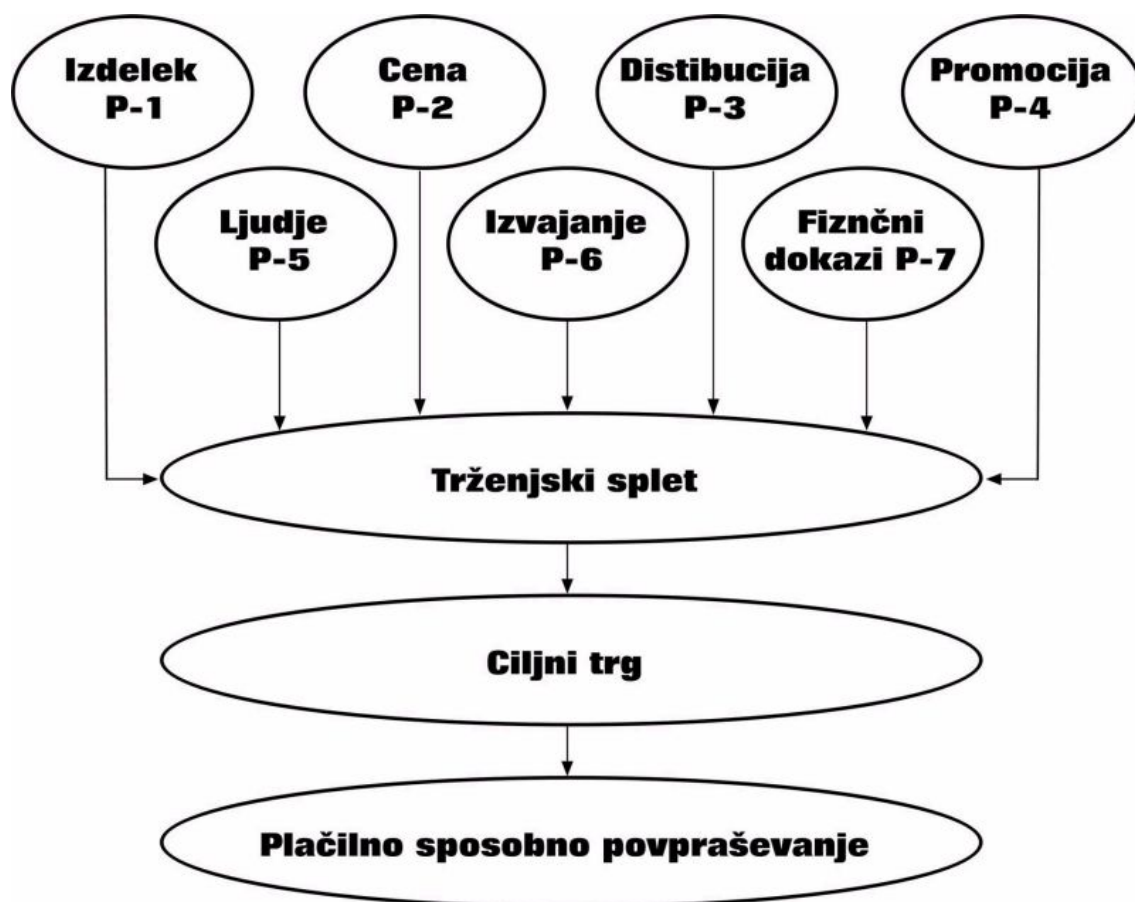 Izdelek
P-1
Cena
P-2
Distibucija
P-3
Promocija
P-4
Ljudje
P-5
Izvajanje
P-6
Fiznčni
dokazi P-7
Trženjski splet
Ciljni trg
Plačilno sposobno povpraševanje